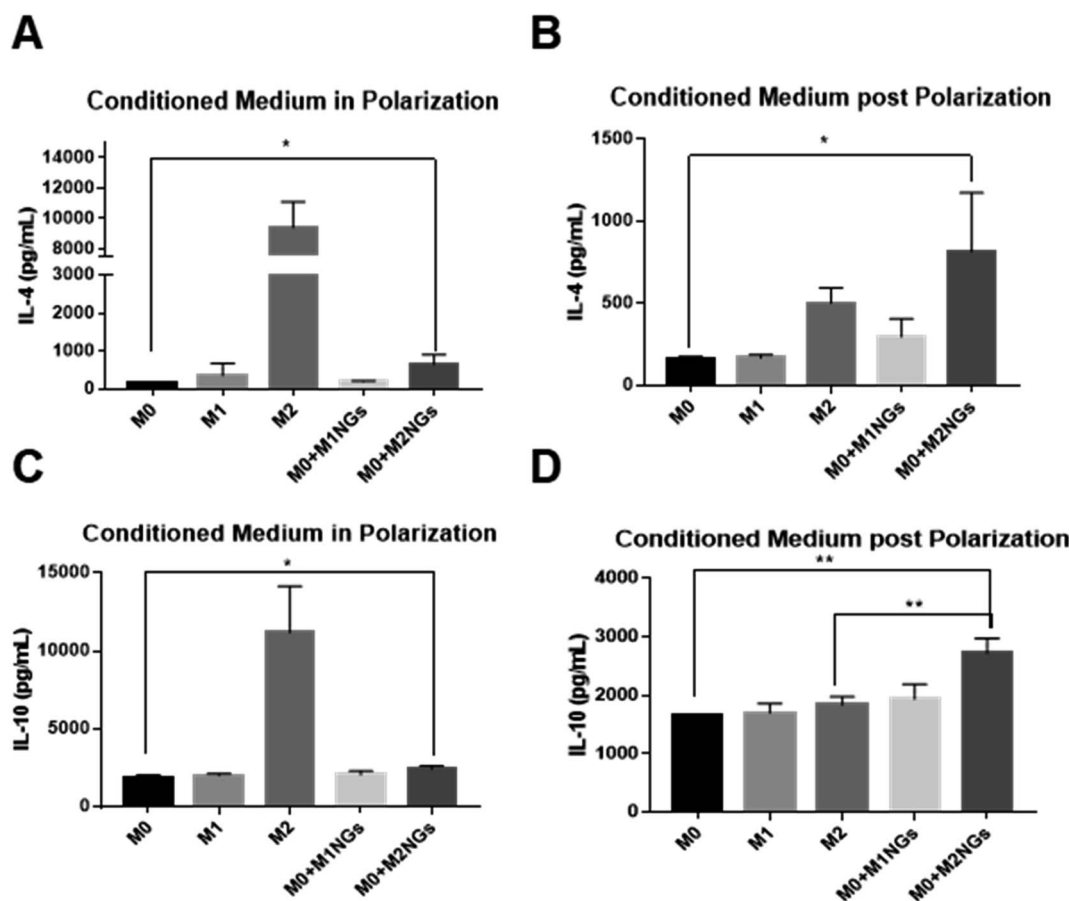 A
Conditioned Medium in Polarization
*
IL-4 (pg/mL)
14000
12000
10000
8000
3000
2000
1000
0
M0
M1
M2
M0+M1NGs
M0+M2NGs
B
Conditioned Medium post Polarization
*
IL-4 (pg/mL)
1500
1000
500
0
M0
M1
M2
M0+M1NGs
M0+M2NGs
C
Conditioned Medium in Polarization
*
IL-10 (pg/mL)
15000
10000
5000
0
M0
M1
M2
M0+M1NGs
M0+M2NGs
D
Conditioned Medium post Polarization
**
**
IL-10 (pg/mL)
4000
3000
2000
1000
0
M0
M1
M2
M0+M1NGs
M0+M2NGs